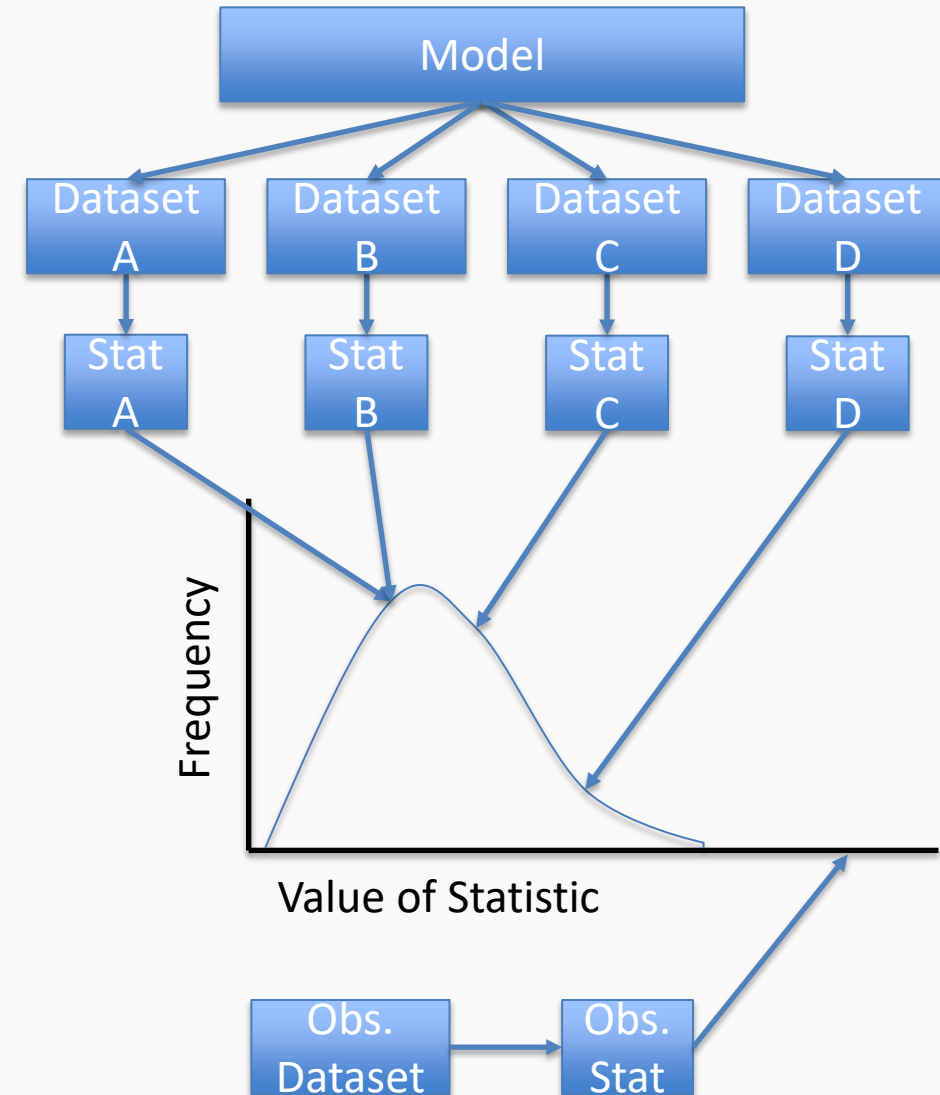 Model
Dataset
A
Dataset
B
Dataset
C
Dataset
D
Stat
A
Stat
B
Stat
C
Stat
D
Frequency
Value of Statistic
Obs.
Dataset
Obs.
Stat